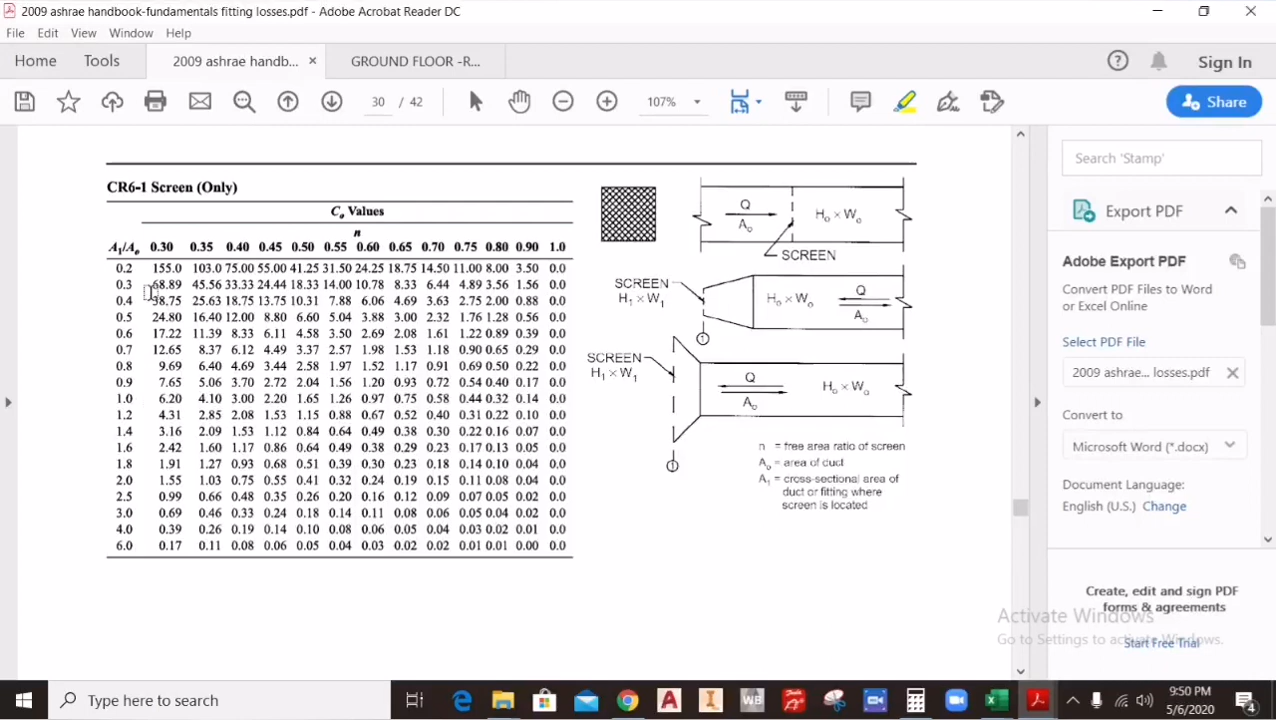 2009 ashrae handbook-fundamentals fitting losses.pdf - Adobe Acrobat Reader DC
File Edit View Window Help
Home Tools 2009 ashrae handb... × GROUND FLOOR -R... Sign In
30 / 42 107% Share
CR6-1 Screen (Only)
Co Values
n
A1/Ao 0.30 0.35 0.40 0.45 0.50 0.55 0.60 0.65 0.70 0.75 0.80 0.90 1.0
0.2 155.0 103.0 75.00 55.00 41.25 31.50 24.25 18.75 14.50 11.00 8.00 3.50 0.0
0.3 68.89 45.56 33.33 24.44 18.33 14.00 10.78 8.33 6.44 4.89 3.56 1.56 0.0
0.4 38.75 25.63 18.75 13.75 10.31 7.88 6.06 4.69 3.63 2.75 2.00 0.88 0.0
0.5 24.80 16.40 12.00 8.80 6.60 5.04 3.88 3.00 2.32 1.76 1.28 0.56 0.0
0.6 17.22 11.39 8.33 6.11 4.58 3.50 2.69 2.08 1.61 1.22 0.89 0.39 0.0
0.7 12.65 8.37 6.12 4.49 3.37 2.57 1.98 1.53 1.18 0.90 0.65 0.29 0.0
0.8 9.69 6.40 4.69 3.44 2.58 1.97 1.52 1.17 0.91 0.69 0.50 0.22 0.0
0.9 7.65 5.06 3.70 2.72 2.04 1.56 1.20 0.93 0.72 0.54 0.40 0.17 0.0
1.0 6.20 4.10 3.00 2.20 1.65 1.26 0.97 0.75 0.58 0.44 0.32 0.14 0.0
1.2 4.31 2.85 2.08 1.53 1.15 0.88 0.67 0.52 0.40 0.31 0.22 0.10 0.0
1.4 3.16 2.09 1.53 1.12 0.84 0.64 0.49 0.38 0.30 0.22 0.16 0.07 0.0
1.6 2.42 1.60 1.17 0.86 0.64 0.49 0.38 0.29 0.23 0.17 0.13 0.05 0.0
1.8 1.91 1.27 0.93 0.68 0.51 0.39 0.30 0.23 0.18 0.14 0.10 0.04 0.0
2.0 1.55 1.03 0.75 0.55 0.41 0.32 0.24 0.19 0.15 0.11 0.08 0.04 0.0
2.5 0.99 0.66 0.48 0.35 0.26 0.20 0.16 0.12 0.09 0.07 0.05 0.02 0.0
3.0 0.69 0.46 0.33 0.24 0.18 0.14 0.11 0.08 0.06 0.05 0.04 0.02 0.0
4.0 0.39 0.26 0.19 0.14 0.10 0.08 0.06 0.05 0.04 0.03 0.02 0.01 0.0
6.0 0.17 0.11 0.08 0.06 0.05 0.04 0.03 0.02 0.02 0.01 0.01 0.00 0.0
Q
Ao
Ho × Wo
SCREEN
SCREEN
H1 × W1
Ho × Wo
Q
Ao
1
SCREEN
H1 × W1
Q
Ao
Ho × Wo
1
n = free area ratio of screen
Ao = area of duct
A1 = cross-sectional area of
duct or fitting where
screen is located
Search 'Stamp'
Export PDF
Adobe Export PDF
Convert PDF Files to Word
or Excel Online
Select PDF File
2009 ashrae... losses.pdf ×
Convert to
Microsoft Word (*.docx)
Document Language:
English (U.S.) Change
Create, edit and sign PDF
forms & agreements
Start Free Trial
Activate Windows
Go to Settings to activate Windows.
Type here to search
WB
9:50 PM
5/6/2020
4